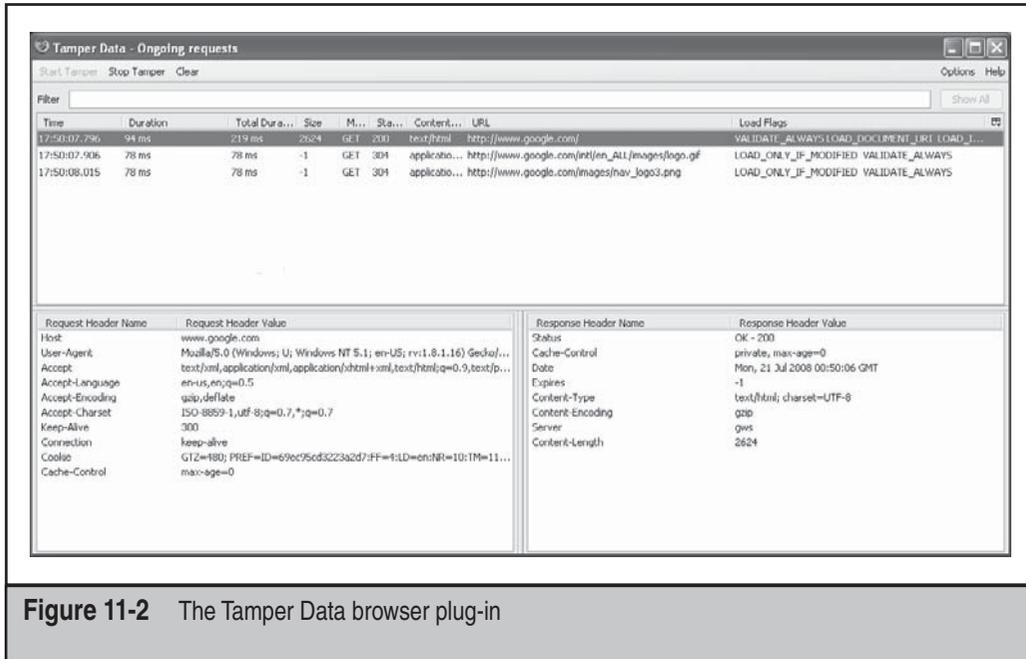 Tamper Data - Ongoing requests
Start Tamper Stop Tamper Clear Options Help
Filter Show All
Time Duration Total Dura... Size M... Sta... Content... URL Load Flags
17:50:07.796 94 ms 219 ms 2624 GET 200 text/html http://www.google.com/ VALIDATE_ALWAYS LOAD_DOCUMENT_URI LOAD_I...
17:50:07.906 78 ms 78 ms -1 GET 304 applicatio... http://www.google.com/intl/en_ALL/images/logo.gif LOAD_ONLY_IF_MODIFIED VALIDATE_ALWAYS
17:50:08.015 78 ms 78 ms -1 GET 304 applicatio... http://www.google.com/images/nav_logo3.png LOAD_ONLY_IF_MODIFIED VALIDATE_ALWAYS
Request Header Name Request Header Value
Host www.google.com
User-Agent Mozilla/5.0 (Windows; U; Windows NT 5.1; en-US; rv:1.8.1.16) Gecko/...
Accept text/xml,application/xml,application/xhtml+xml,text/html;q=0.9,text/p...
Accept-Language en-us,en;q=0.5
Accept-Encoding gzip,deflate
Accept-Charset ISO-8859-1,utf-8;q=0.7,*;q=0.7
Keep-Alive 300
Connection keep-alive
Cookie GTZ=480; PREF=ID=69ec95cd3223a2d7:FF=4:LD=en:NR=10:TM=11...
Cache-Control max-age=0
Response Header Name Response Header Value
Status OK - 200
Cache-Control private, max-age=0
Date Mon, 21 Jul 2008 00:50:06 GMT
Expires -1
Content-Type text/html; charset=UTF-8
Content-Encoding gzip
Server gws
Content-Length 2624
Figure 11-2 The Tamper Data browser plug-in